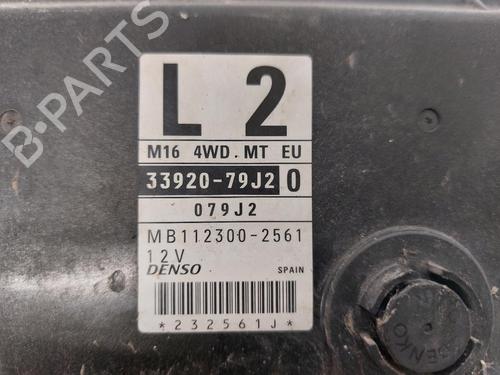 B-PARTS
L 2
M16 4WD.MT EU
33920-79J2 0
079J2
MB112300-2561
12V
DENSO SPAIN
*232561J*